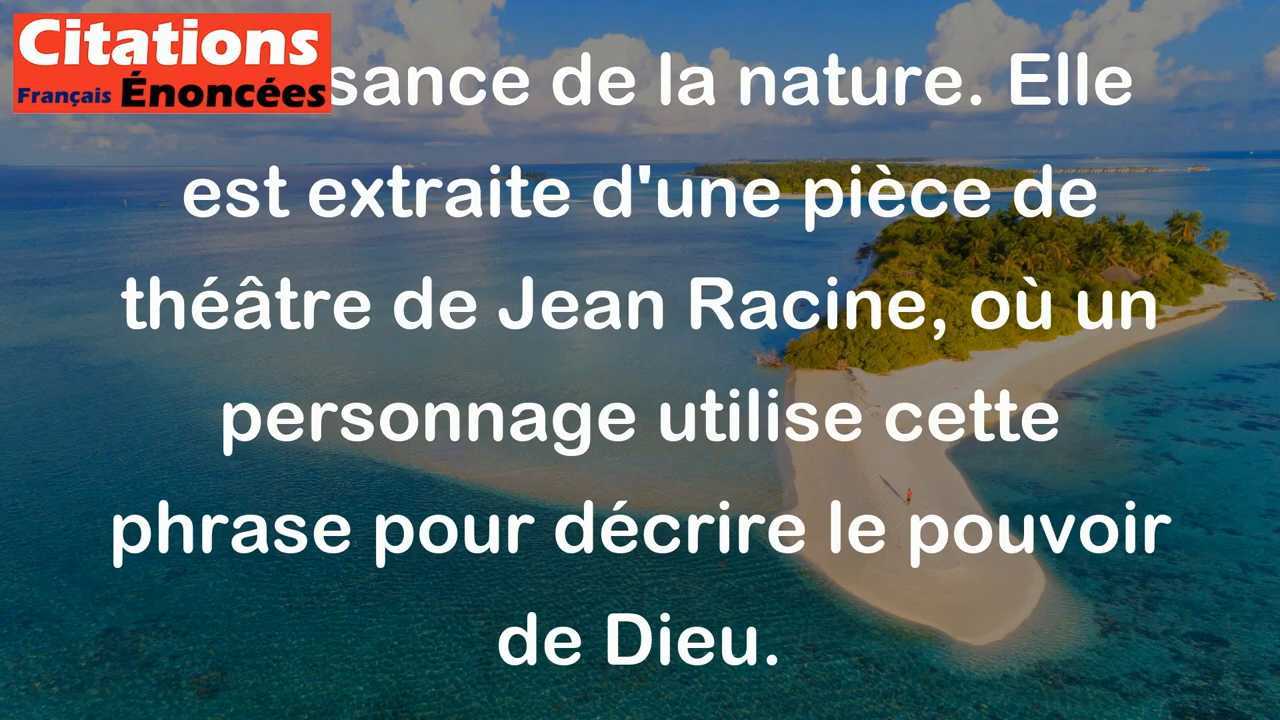 Citations
Français Énoncées
sance de la nature. Elle
est extraite d'une pièce de
théâtre de Jean Racine, où un
personnage utilise cette
phrase pour décrire le pouvoir
de Dieu.